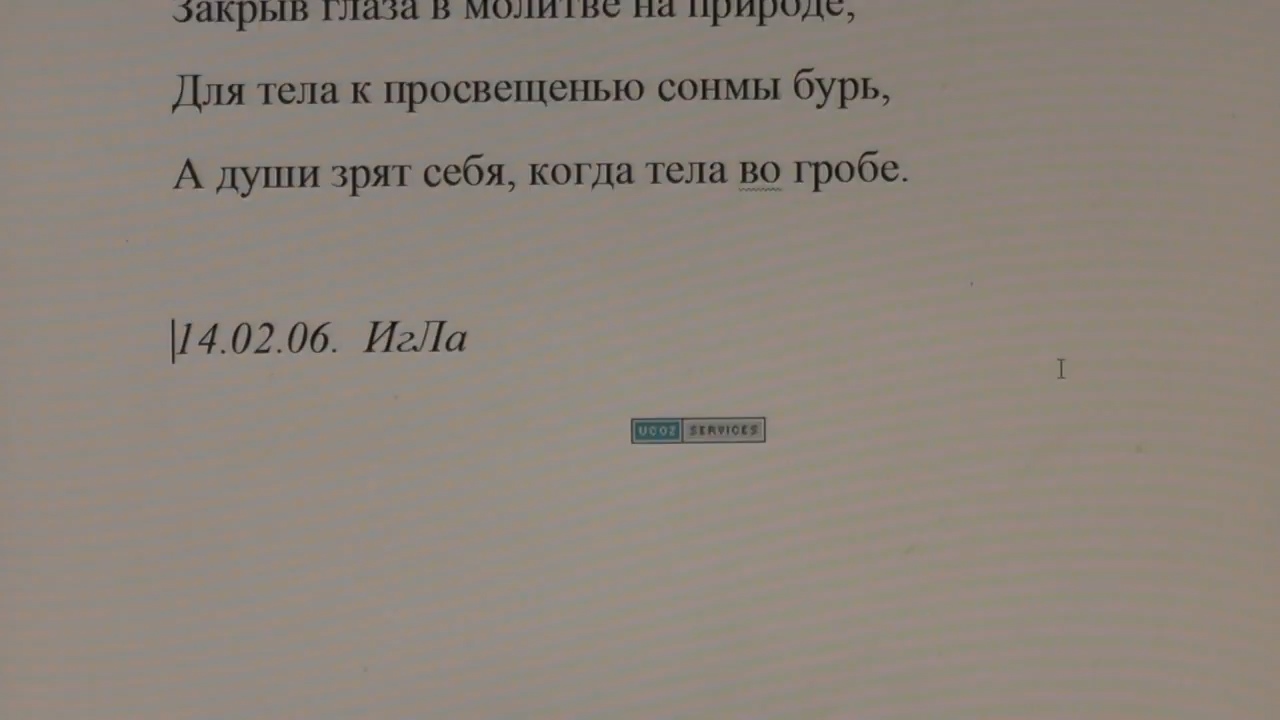 Закрыв глаза в молитве на природе,
Для тела к просвещенью сонмы бурь,
А души зрят себя, когда тела во гробе.
14.02.06. ИгЛа
UCOZ SERVICES